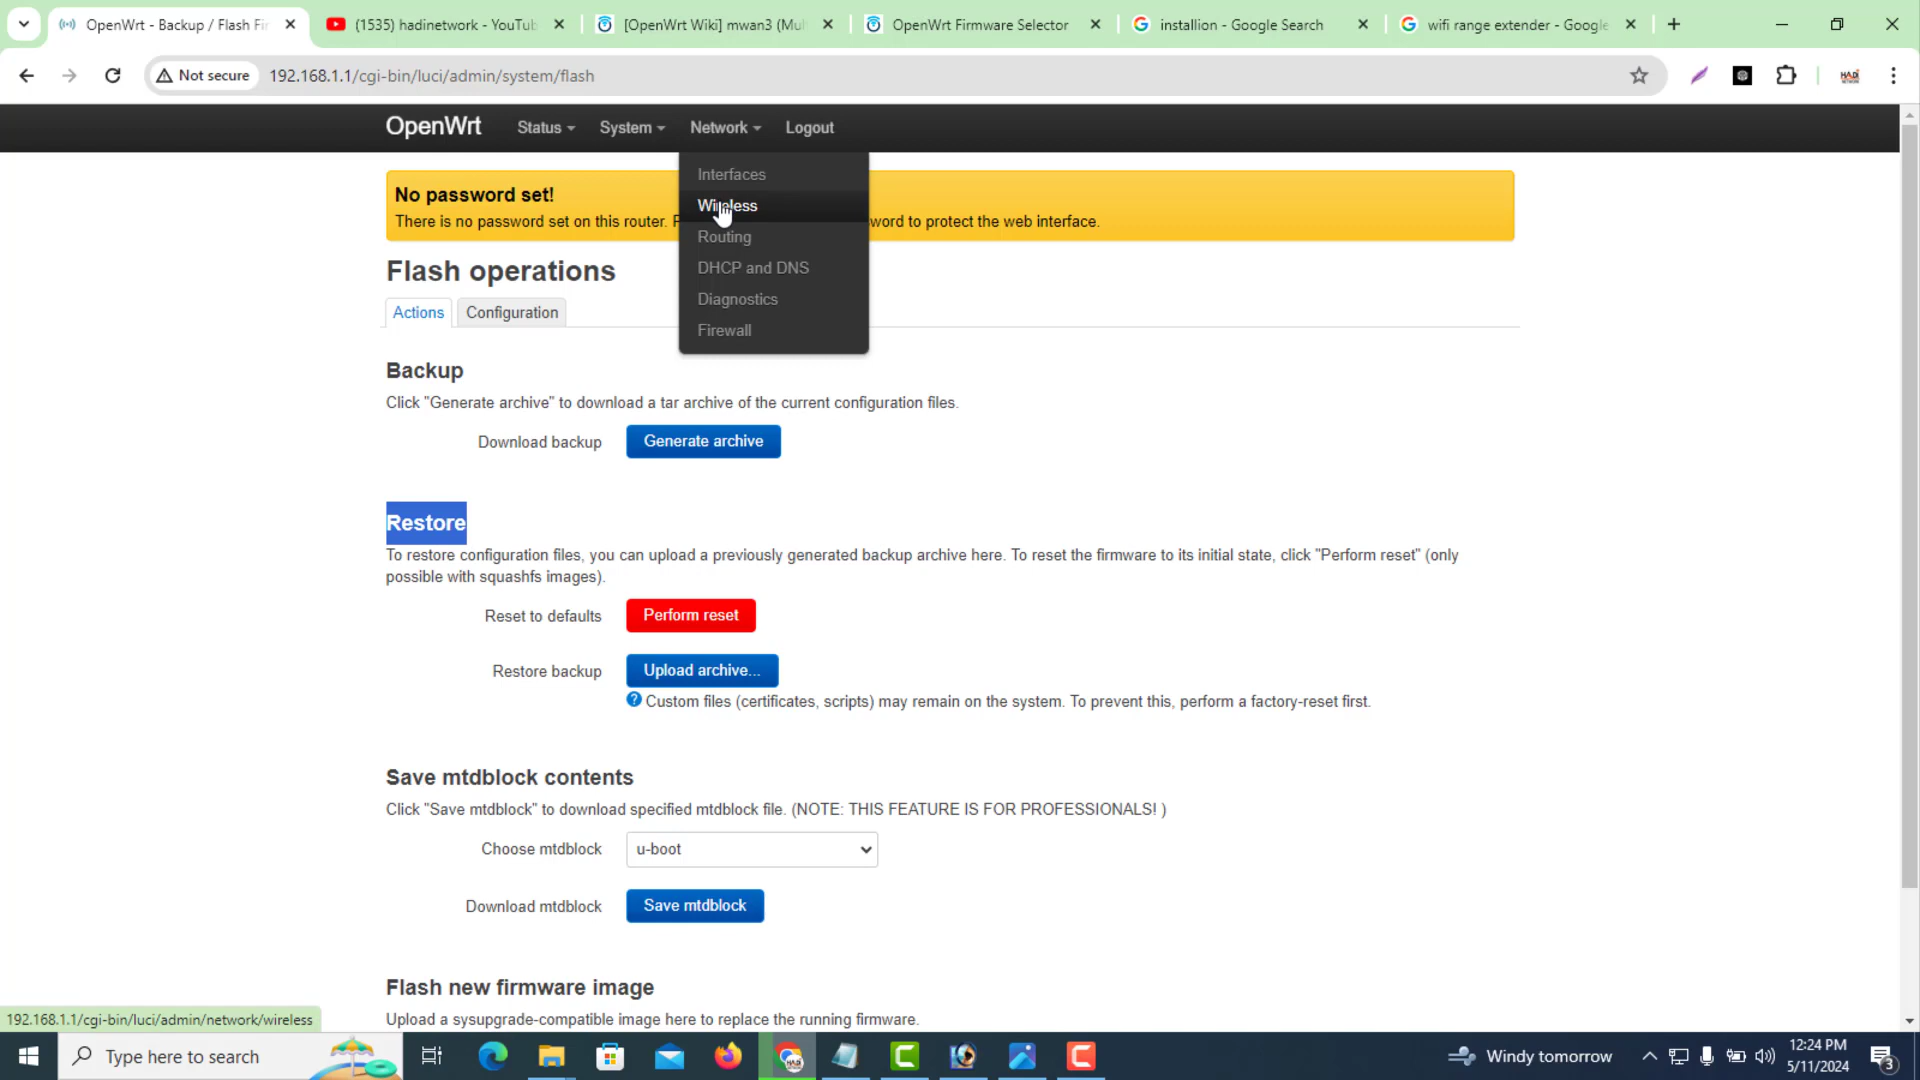 OpenWrt - Backup / Flash Fir
(1535) hadinetwork - YouTub
[OpenWrt Wiki] mwan3 (Mul
OpenWrt Firmware Selector
installion - Google Search
wifi range extender - Google
Not secure
192.168.1.1/cgi-bin/luci/admin/system/flash
OpenWrt
Status
System
Network
Logout
Interfaces
Wireless
Routing
DHCP and DNS
Diagnostics
Firewall
No password set!
There is no password set on this router. P word to protect the web interface.
Flash operations
Actions
Configuration
Backup
Click "Generate archive" to download a tar archive of the current configuration files.
Download backup
Generate archive
Restore
To restore configuration files, you can upload a previously generated backup archive here. To reset the firmware to its initial state, click "Perform reset" (only
possible with squashfs images).
Reset to defaults
Perform reset
Restore backup
Upload archive...
Custom files (certificates, scripts) may remain on the system. To prevent this, perform a factory-reset first.
Save mtdblock contents
Click "Save mtdblock" to download specified mtdblock file. (NOTE: THIS FEATURE IS FOR PROFESSIONALS! )
Choose mtdblock
u-boot
Download mtdblock
Save mtdblock
Flash new firmware image
Upload a sysupgrade-compatible image here to replace the running firmware.
192.168.1.1/cgi-bin/luci/admin/network/wireless
Type here to search
Windy tomorrow
12:24 PM
5/11/2024
3